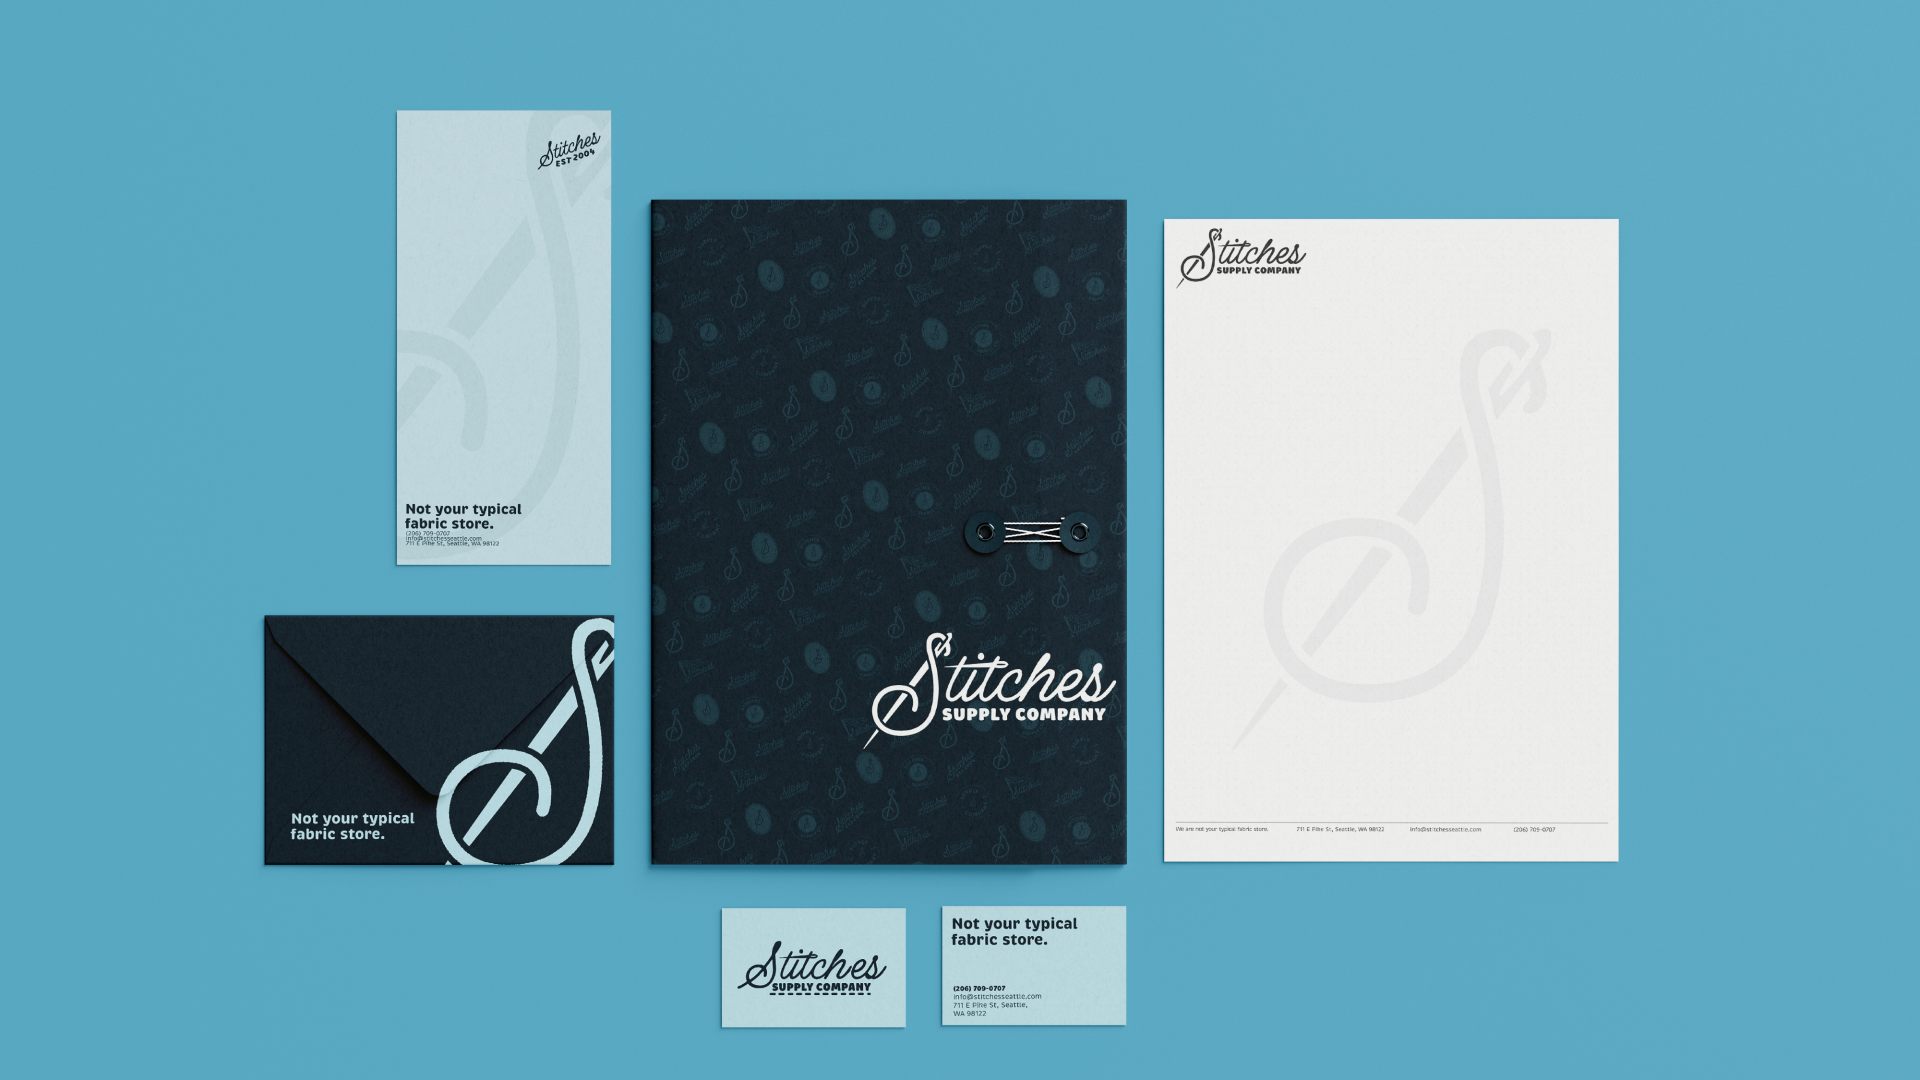 Stitches
EST 2004
Not your typical
fabric store.
(206) 709-0707
info@stitchesseattle.com
711 E Pike St, Seattle, WA 98122
Not your typical
fabric store.
Stitches
SUPPLY COMPANY
Stitches
SUPPLY COMPANY
We are not your typical fabric store. 711 E Pike St, Seattle, WA 98122 info@stitchesseattle.com (206) 709-0707
Stitches
SUPPLY COMPANY
Not your typical
fabric store.
(206) 709-0707
info@stitchesseattle.com
711 E Pike St, Seattle,
WA 98122